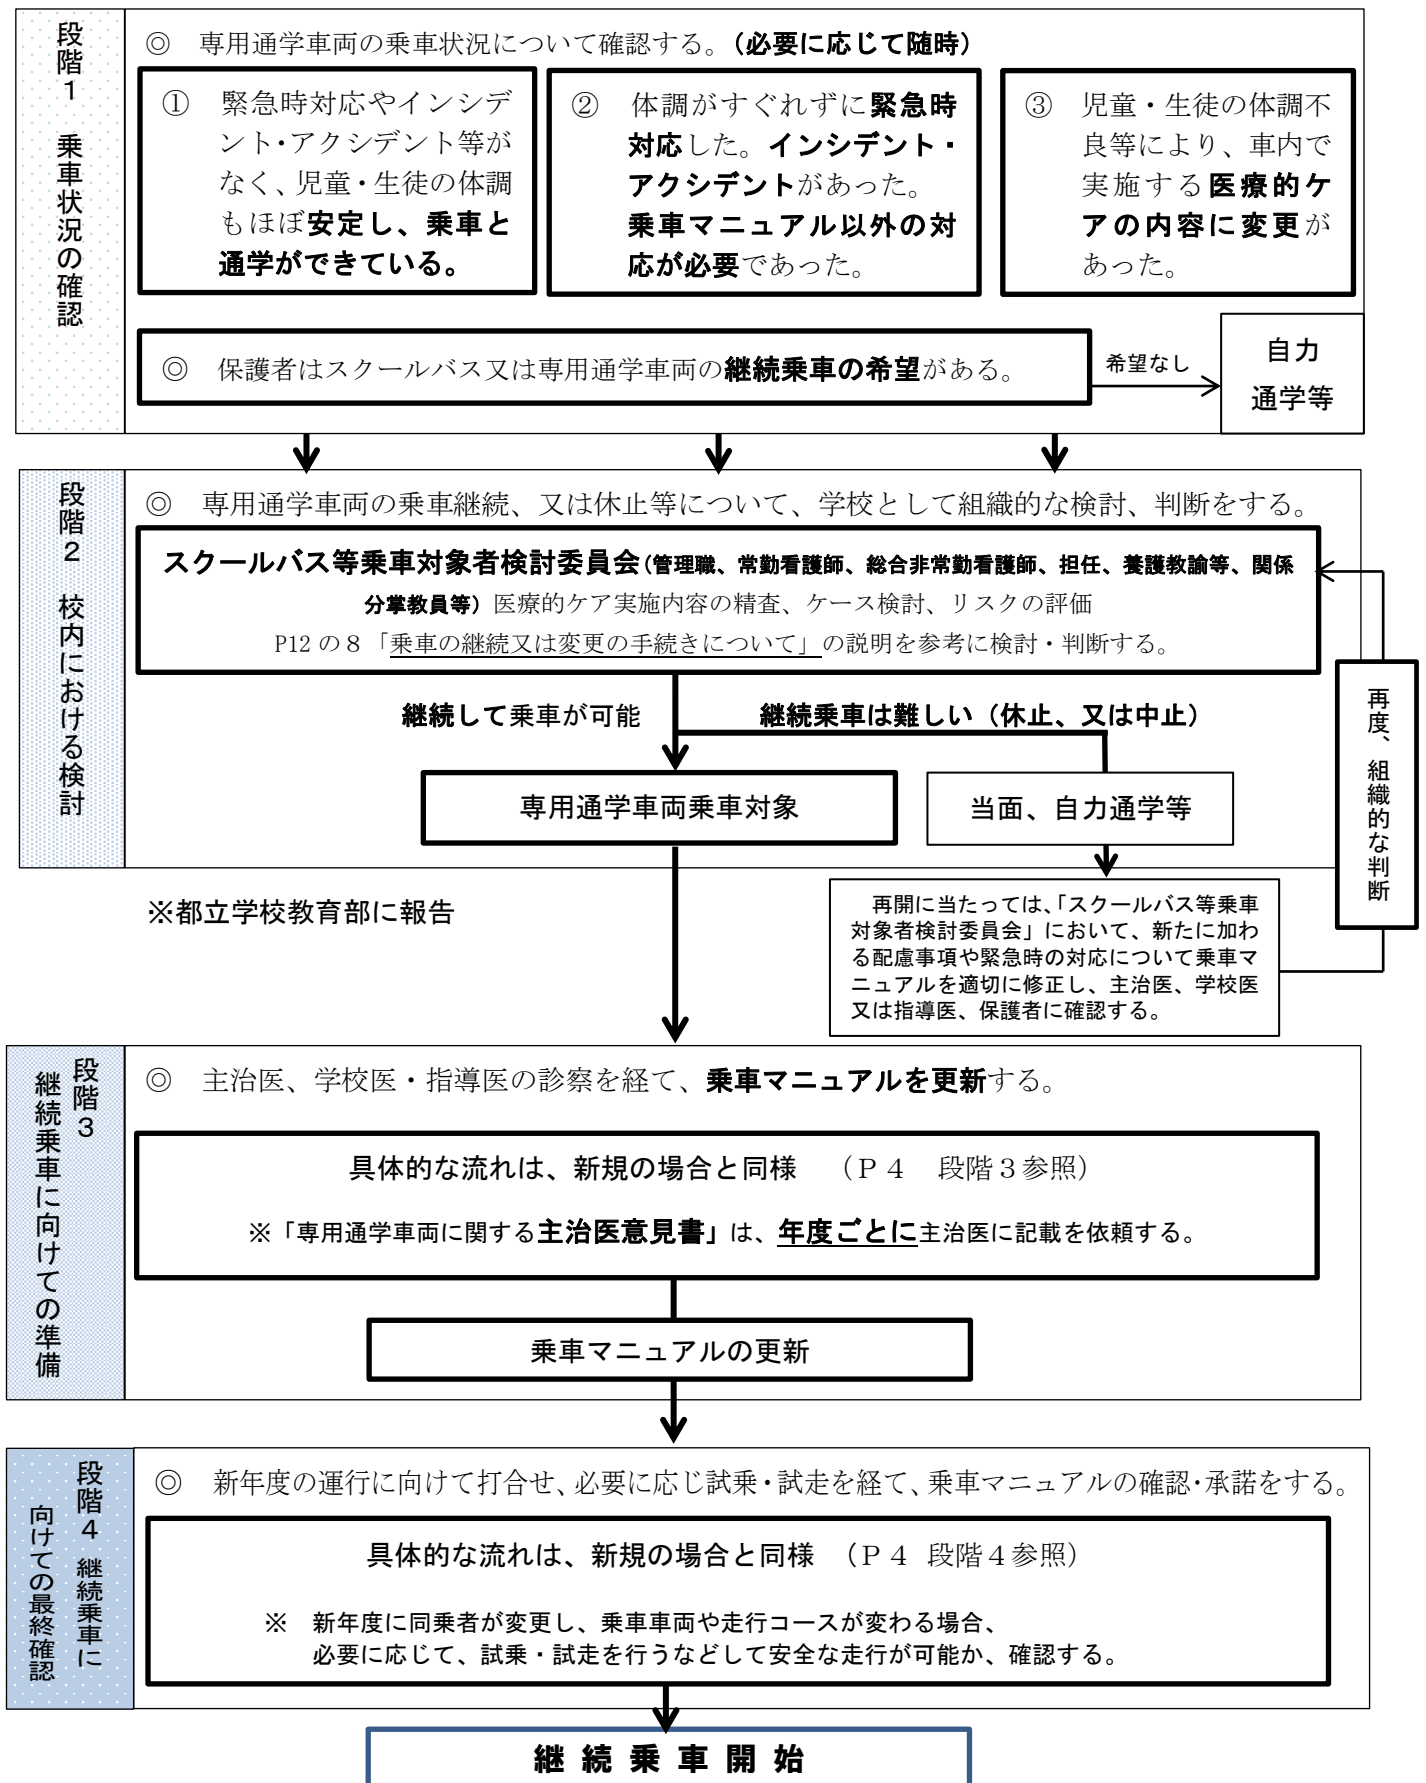 段階１　乗車状況の確認
◎　専用通学車両の乗車状況について確認する。（必要に応じて随時）
①　緊急時対応やインシデ
ント・アクシデント等が
なく、児童・生徒の体調
もほぼ安定し、乗車と
通学ができている。
②　体調がすぐれずに緊急時
対応した。インシデント・
アクシデントがあった。
乗車マニュアル以外の対
応が必要であった。
③　児童・生徒の体調不
良等により、車内で
実施する医療的ケ
アの内容に変更が
あった。
◎　保護者はスクールバス又は専用通学車両の継続乗車の希望がある。
希望なし
自力
通学等
段階２　校内における検討
◎　専用通学車両の乗車継続、又は休止等について、学校として組織的な検討、判断をする。
スクールバス等乗車対象者検討委員会（管理職、常勤看護師、総合非常勤看護師、担任、養護教諭等、関係
分掌教員等）医療的ケア実施内容の精査、ケース検討、リスクの評価
P12 の８「乗車の継続又は変更の手続きについて」の説明を参考に検討・判断する。
継続して乗車が可能
継続乗車は難しい（休止、又は中止）
専用通学車両乗車対象
当面、自力通学等
再度、組織的な判断
※都立学校教育部に報告
再開に当たっては、「スクールバス等乗車
対象者検討委員会」において、新たに加わ
る配慮事項や緊急時の対応について乗車マ
ニュアルを適切に修正し、主治医、学校医
又は指導医、保護者に確認する。
段階３
継続乗車に向けての準備
◎　主治医、学校医・指導医の診察を経て、乗車マニュアルを更新する。
具体的な流れは、新規の場合と同様　（Ｐ４　段階３参照）
※「専用通学車両に関する主治医意見書」は、年度ごとに主治医に記載を依頼する。
乗車マニュアルの更新
段階４　継続乗車に
向けての最終確認
◎　新年度の運行に向けて打合せ、必要に応じ試乗・試走を経て、乗車マニュアルの確認・承諾をする。
具体的な流れは、新規の場合と同様　（Ｐ４　段階４参照）
※　新年度に同乗者が変更し、乗車車両や走行コースが変わる場合、
必要に応じて、試乗・試走を行うなどして安全な走行が可能か、確認する。
継続乗車開始